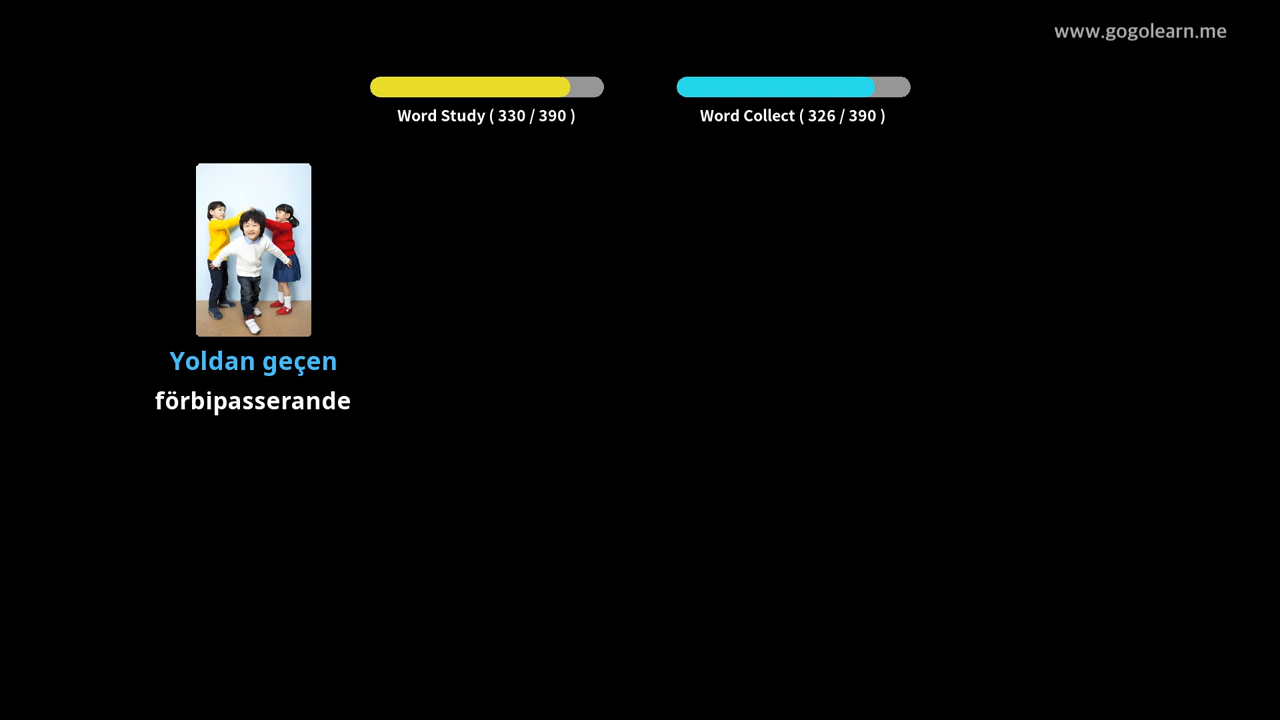 www.gogolearn.me
Word Study ( 330 / 390 )
Word Collect ( 326 / 390 )
Yoldan geçen
förbipasserande